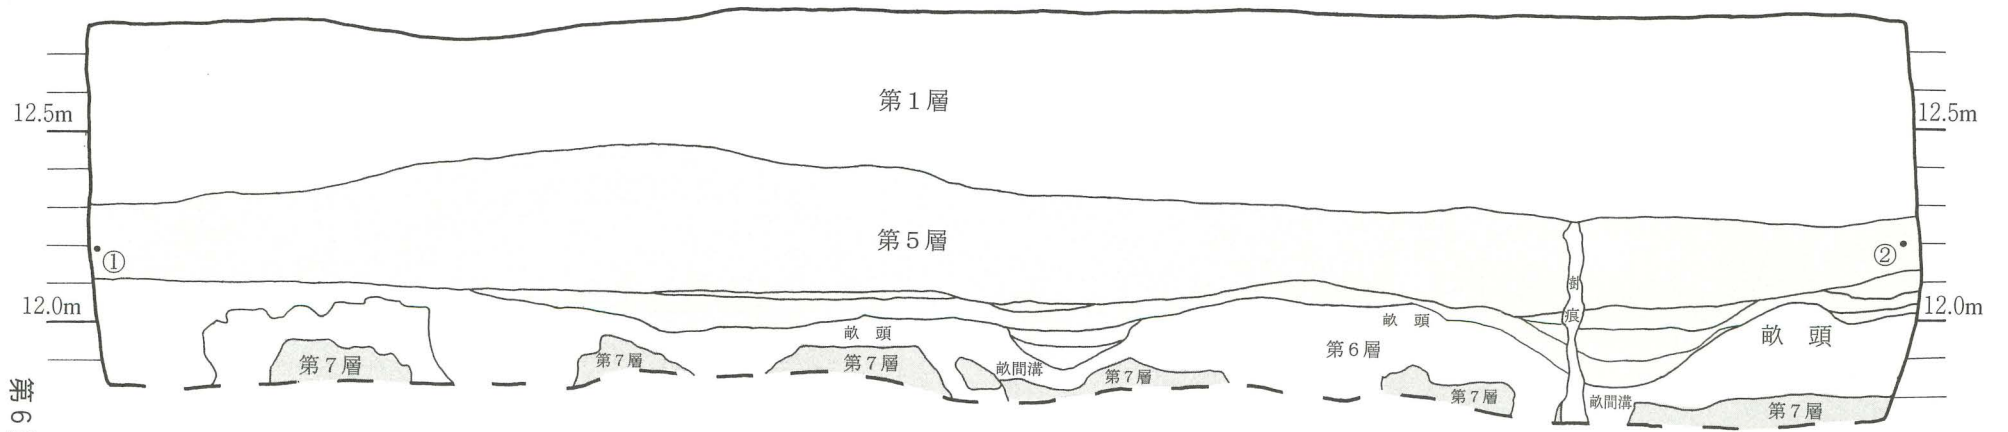 第1層
12.5m
12.5m
第5層
①
②
樹痕
12.0m
12.0m
畝頭
畝頭
畝頭
第6層
第7層
第7層
第7層
畝間溝
第7層
第7層
畝間溝
第7層
第6